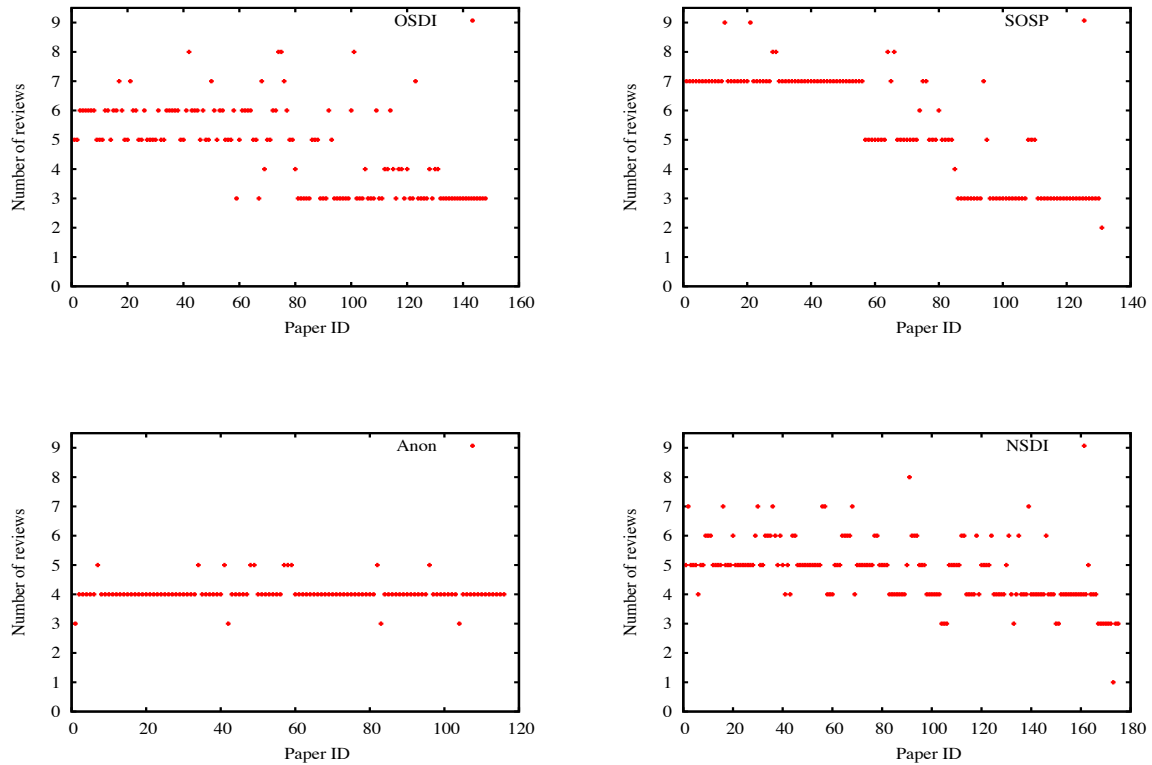 OSDI
9
8
7
6
5
4
3
2
1
0
Number of reviews
0 20 40 60 80 100 120 140 160
Paper ID
SOSP
9
8
7
6
5
4
3
2
1
0
Number of reviews
0 20 40 60 80 100 120 140
Paper ID
Anon
9
8
7
6
5
4
3
2
1
0
Number of reviews
0 20 40 60 80 100 120
Paper ID
NSDI
9
8
7
6
5
4
3
2
1
0
Number of reviews
0 20 40 60 80 100 120 140 160 180
Paper ID